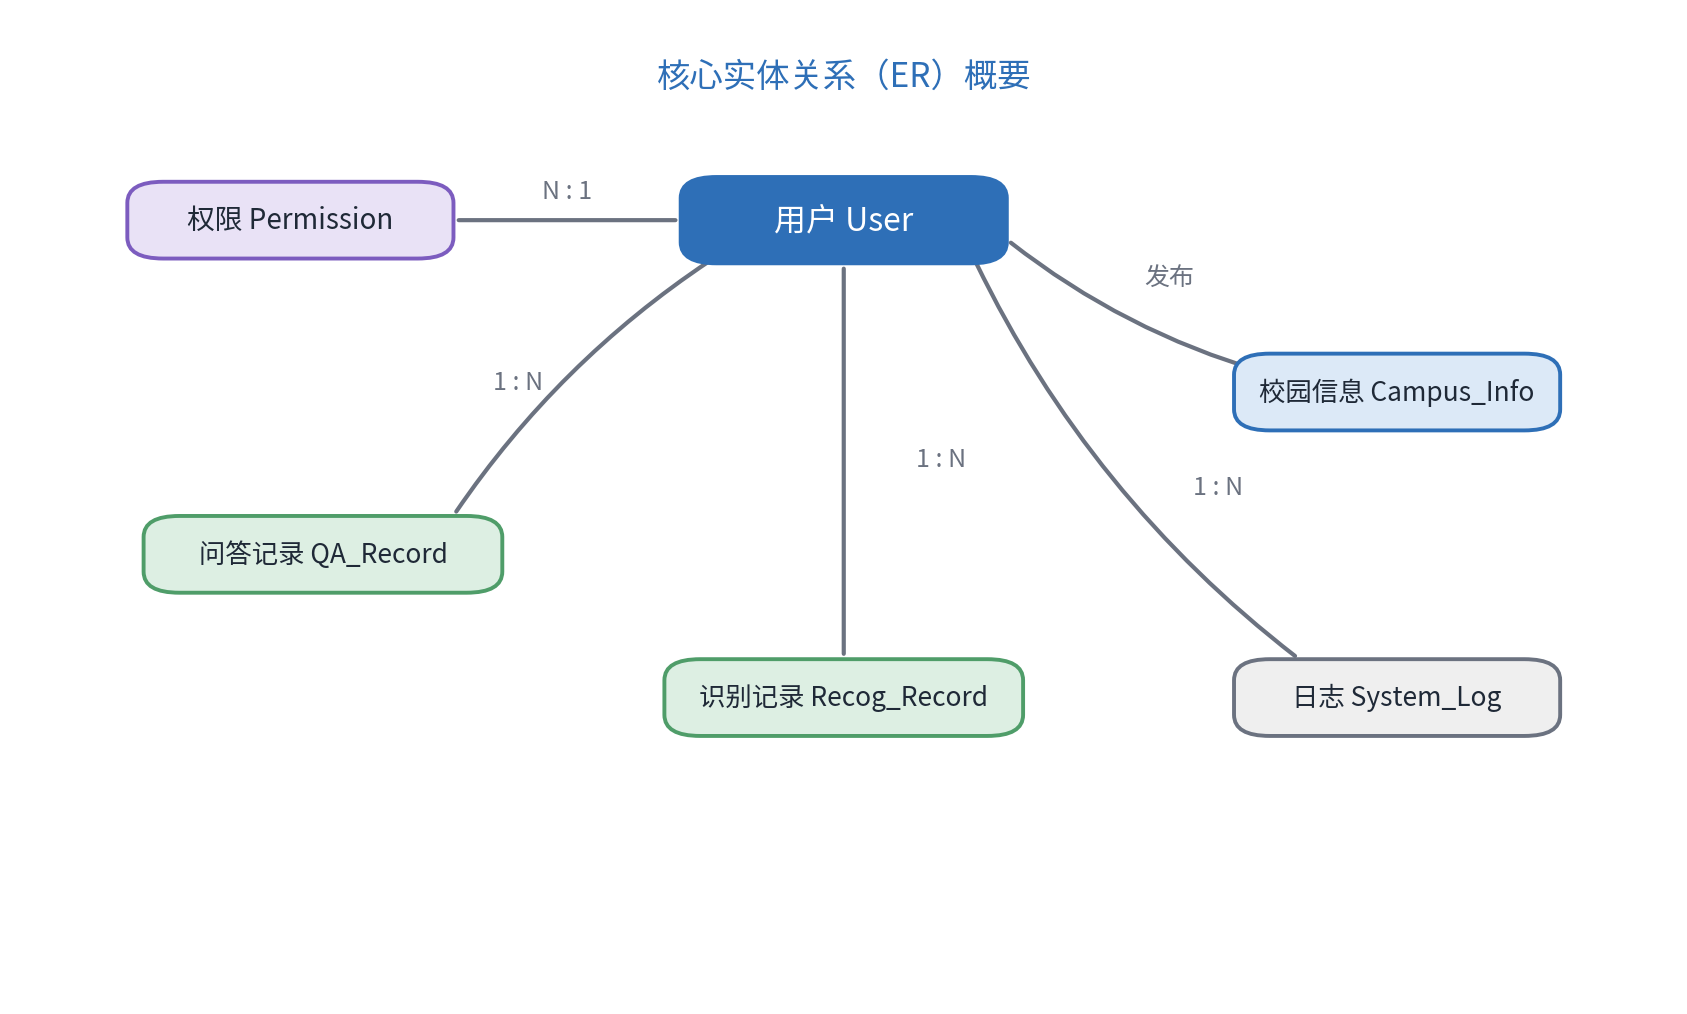 核心实体关系（ER）概要
权限 Permission
N : 1
用户 User
发布
校园信息 Campus_Info
1 : N
1 : N
1 : N
问答记录 QA_Record
识别记录 Recog_Record
日志 System_Log